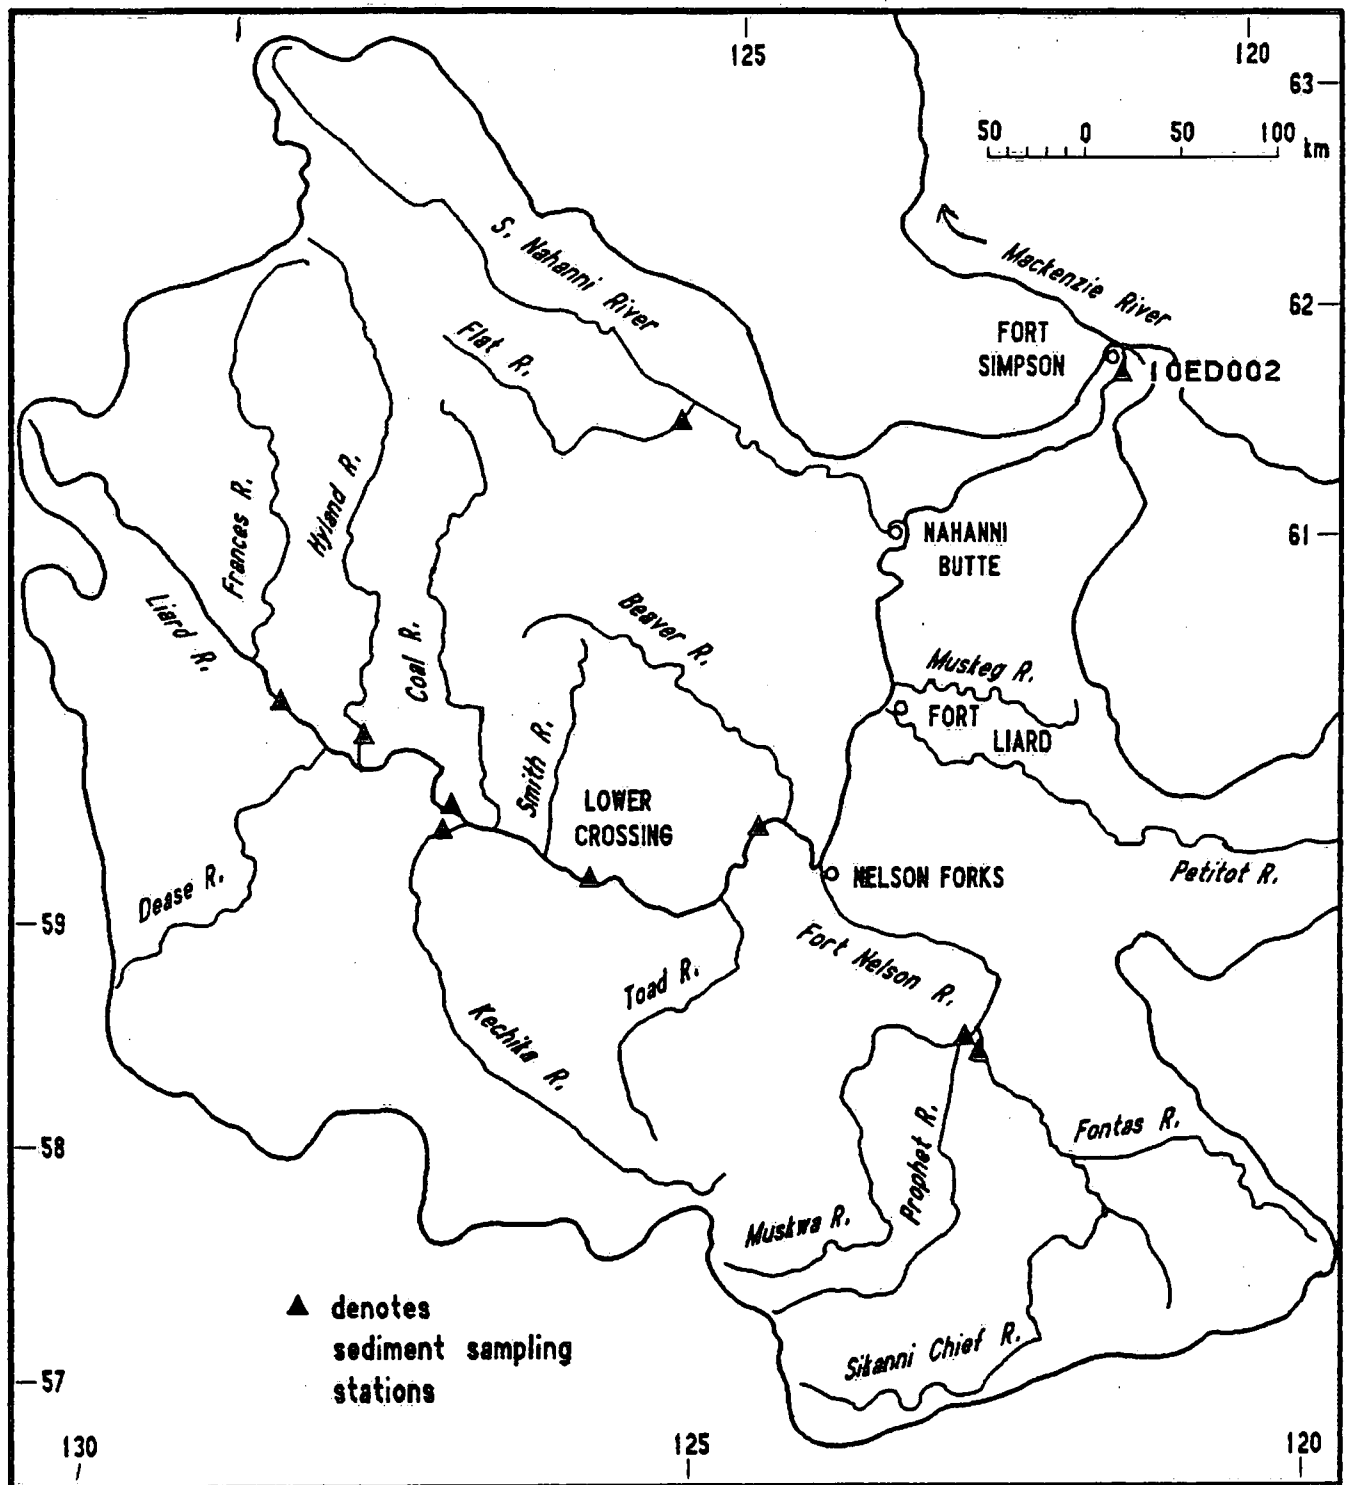 125
120
63
50 0 50 100 km
S. Nahanni River
Mackenzie River
62
Flat R.
FORT
SIMPSON
10ED002
Frances R.
Hyland R.
61
NAHANNI
BUTTE
Liard R.
Coal R.
Beaver R.
Muskeg R.
FORT
LIARD
Smith R.
LOWER
CROSSING
Dease R.
NELSON FORKS
Petitot R.
59
Fort Nelson R.
Toad R.
Kechika R.
58
Prophet R.
Fontas R.
Muskwa R.
denotes
sediment sampling
stations
Sikanni Chief R.
57
130
125
120